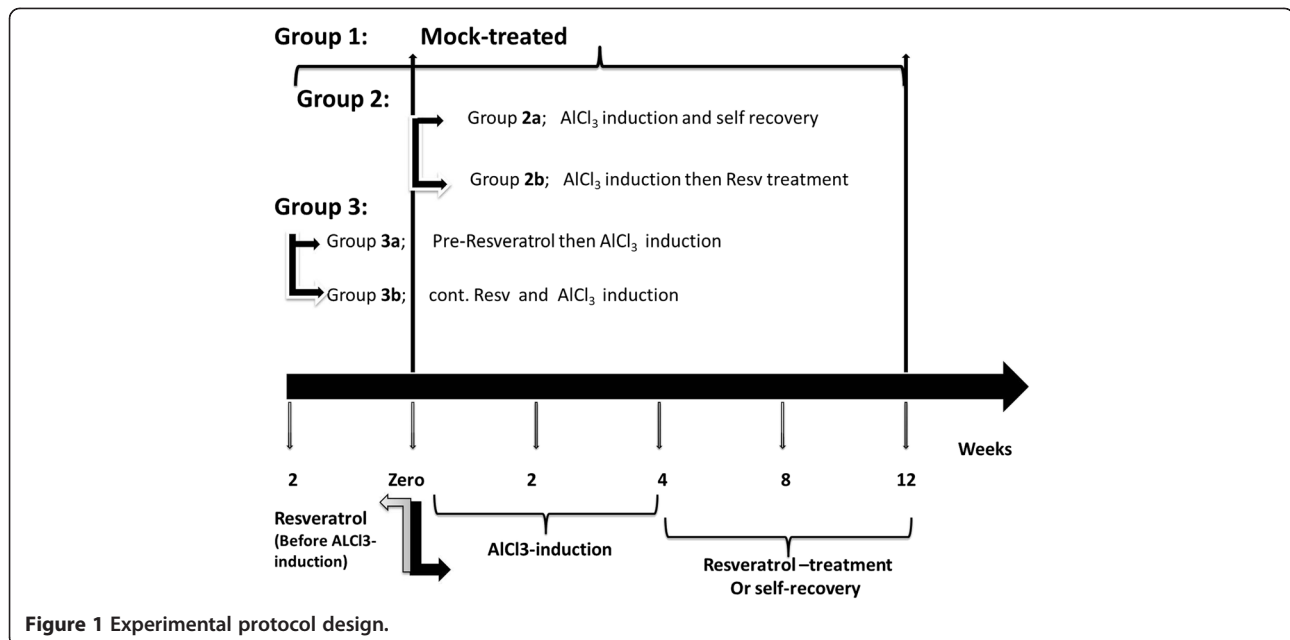 Group 1: Mock-treated
Group 2:
Group 2a; AlCl₃ induction and self recovery
Group 2b; AlCl₃ induction then Resv treatment
Group 3:
Group 3a; Pre-Resveratrol then AlCl₃ induction
Group 3b; cont. Resv and AlCl₃ induction
Weeks
2 Zero 2 4 8 12
Resveratrol
(Before ALCl3-
induction)
AlCl3-induction
Resveratrol –treatment
Or self-recovery
Figure 1 Experimental protocol design.